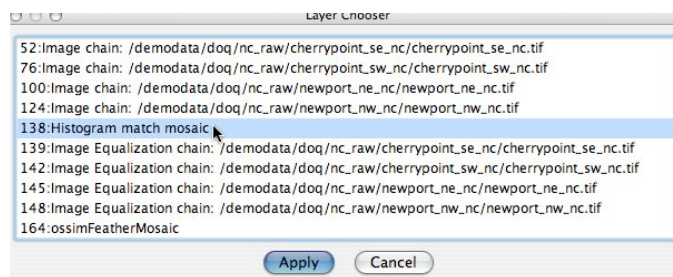 Layer Chooser
52:Image chain: /demodata/doq/nc_raw/cherrypoint_se_nc/cherrypoint_se_nc.tif
76:Image chain: /demodata/doq/nc_raw/cherrypoint_sw_nc/cherrypoint_sw_nc.tif
100:Image chain: /demodata/doq/nc_raw/newport_ne_nc/newport_ne_nc.tif
124:Image chain: /demodata/doq/nc_raw/newport_nw_nc/newport_nw_nc.tif
138:Histogram match mosaic
139:Image Equalization chain: /demodata/doq/nc_raw/cherrypoint_se_nc/cherrypoint_se_nc.tif
142:Image Equalization chain: /demodata/doq/nc_raw/cherrypoint_sw_nc/cherrypoint_sw_nc.tif
145:Image Equalization chain: /demodata/doq/nc_raw/newport_ne_nc/newport_ne_nc.tif
148:Image Equalization chain: /demodata/doq/nc_raw/newport_nw_nc/newport_nw_nc.tif
164:ossimFeatherMosaic
Apply Cancel